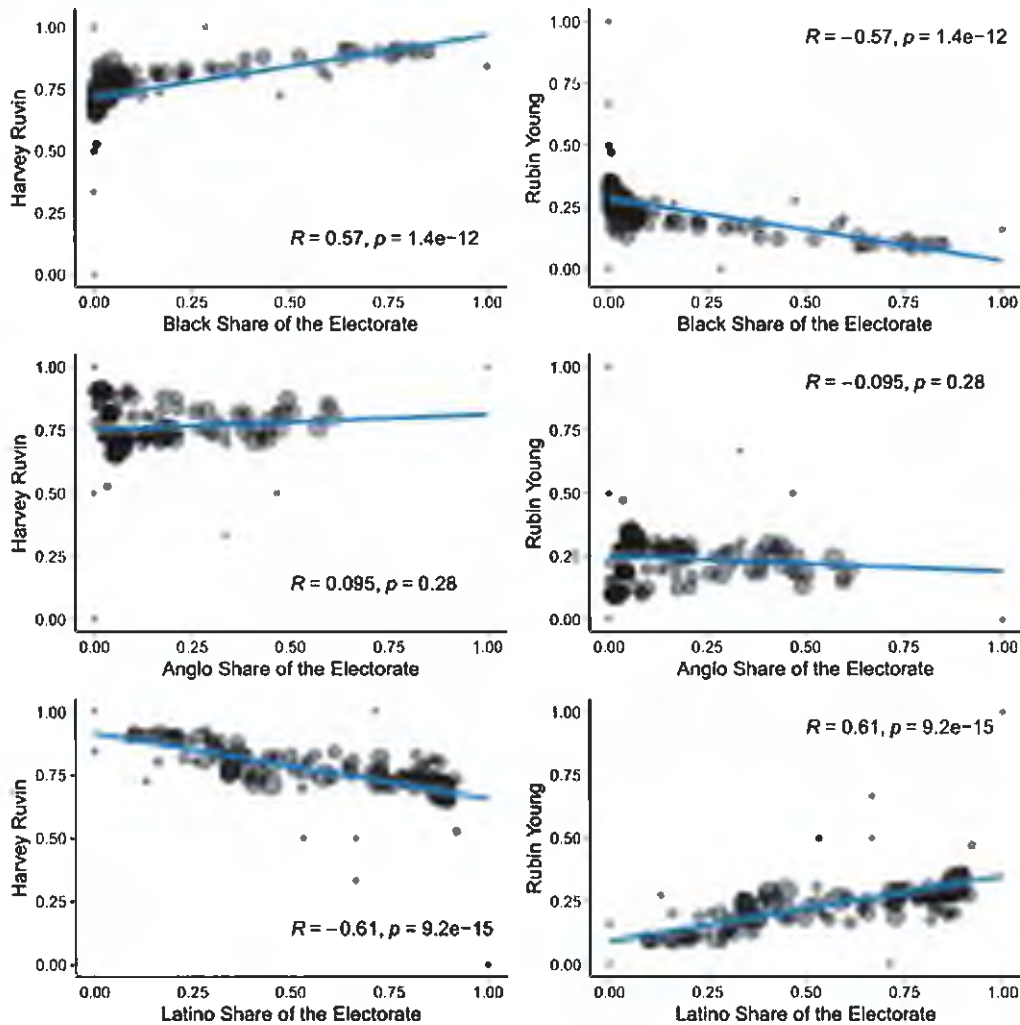 Harvey Ruvin
1.00
0.75
0.50
0.25
0.00
R = 0.57, p = 1.4e−12
0.00 0.25 0.50 0.75 1.00
Black Share of the Electorate
Rubin Young
1.00
0.75
0.50
0.25
0.00
R = −0.57, p = 1.4e−12
0.00 0.25 0.50 0.75 1.00
Black Share of the Electorate
Harvey Ruvin
1.00
0.75
0.50
0.25
0.00
R = 0.095, p = 0.28
0.00 0.25 0.50 0.75 1.00
Anglo Share of the Electorate
Rubin Young
1.00
0.75
0.50
0.25
0.00
R = −0.095, p = 0.28
0.00 0.25 0.50 0.75 1.00
Anglo Share of the Electorate
Harvey Ruvin
1.00
0.75
0.50
0.25
0.00
R = −0.61, p = 9.2e−15
0.00 0.25 0.50 0.75 1.00
Latino Share of the Electorate
Rubin Young
1.00
0.75
0.50
0.25
0.00
R = 0.61, p = 9.2e−15
0.00 0.25 0.50 0.75 1.00
Latino Share of the Electorate